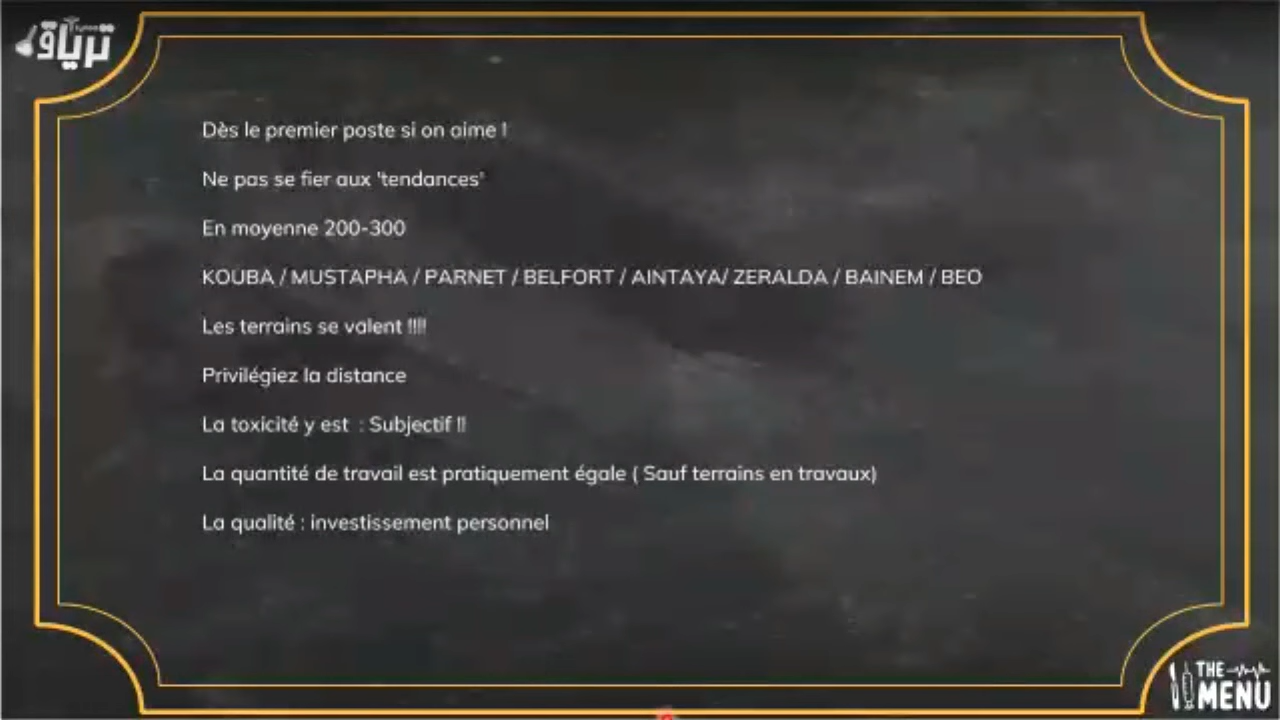 ترياق
Dès le premier poste si on aime !
Ne pas se fier aux 'tendances'
En moyenne 200-300
KOUBA / MUSTAPHA / PARNET / BELFORT / AINTAYA/ ZERALDA / BAINEM / BEO
Les terrains se valent !!!!
Privilégiez la distance
La toxicité y est : Subjectif !!
La quantité de travail est pratiquement égale ( Sauf terrains en travaux)
La qualité : investissement personnel
THE
MENU